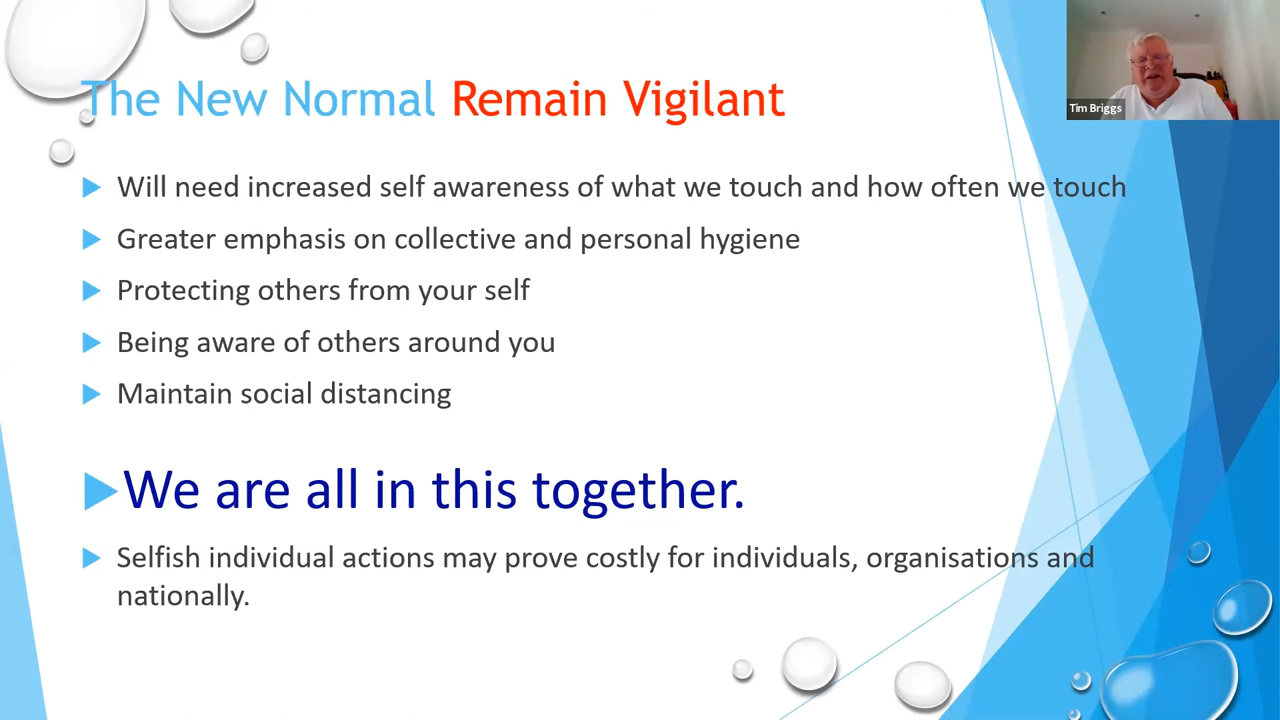 The New Normal Remain Vigilant
Tim Briggs
Will need increased self awareness of what we touch and how often we touch
Greater emphasis on collective and personal hygiene
Protecting others from your self
Being aware of others around you
Maintain social distancing
We are all in this together.
Selfish individual actions may prove costly for individuals, organisations and
nationally.